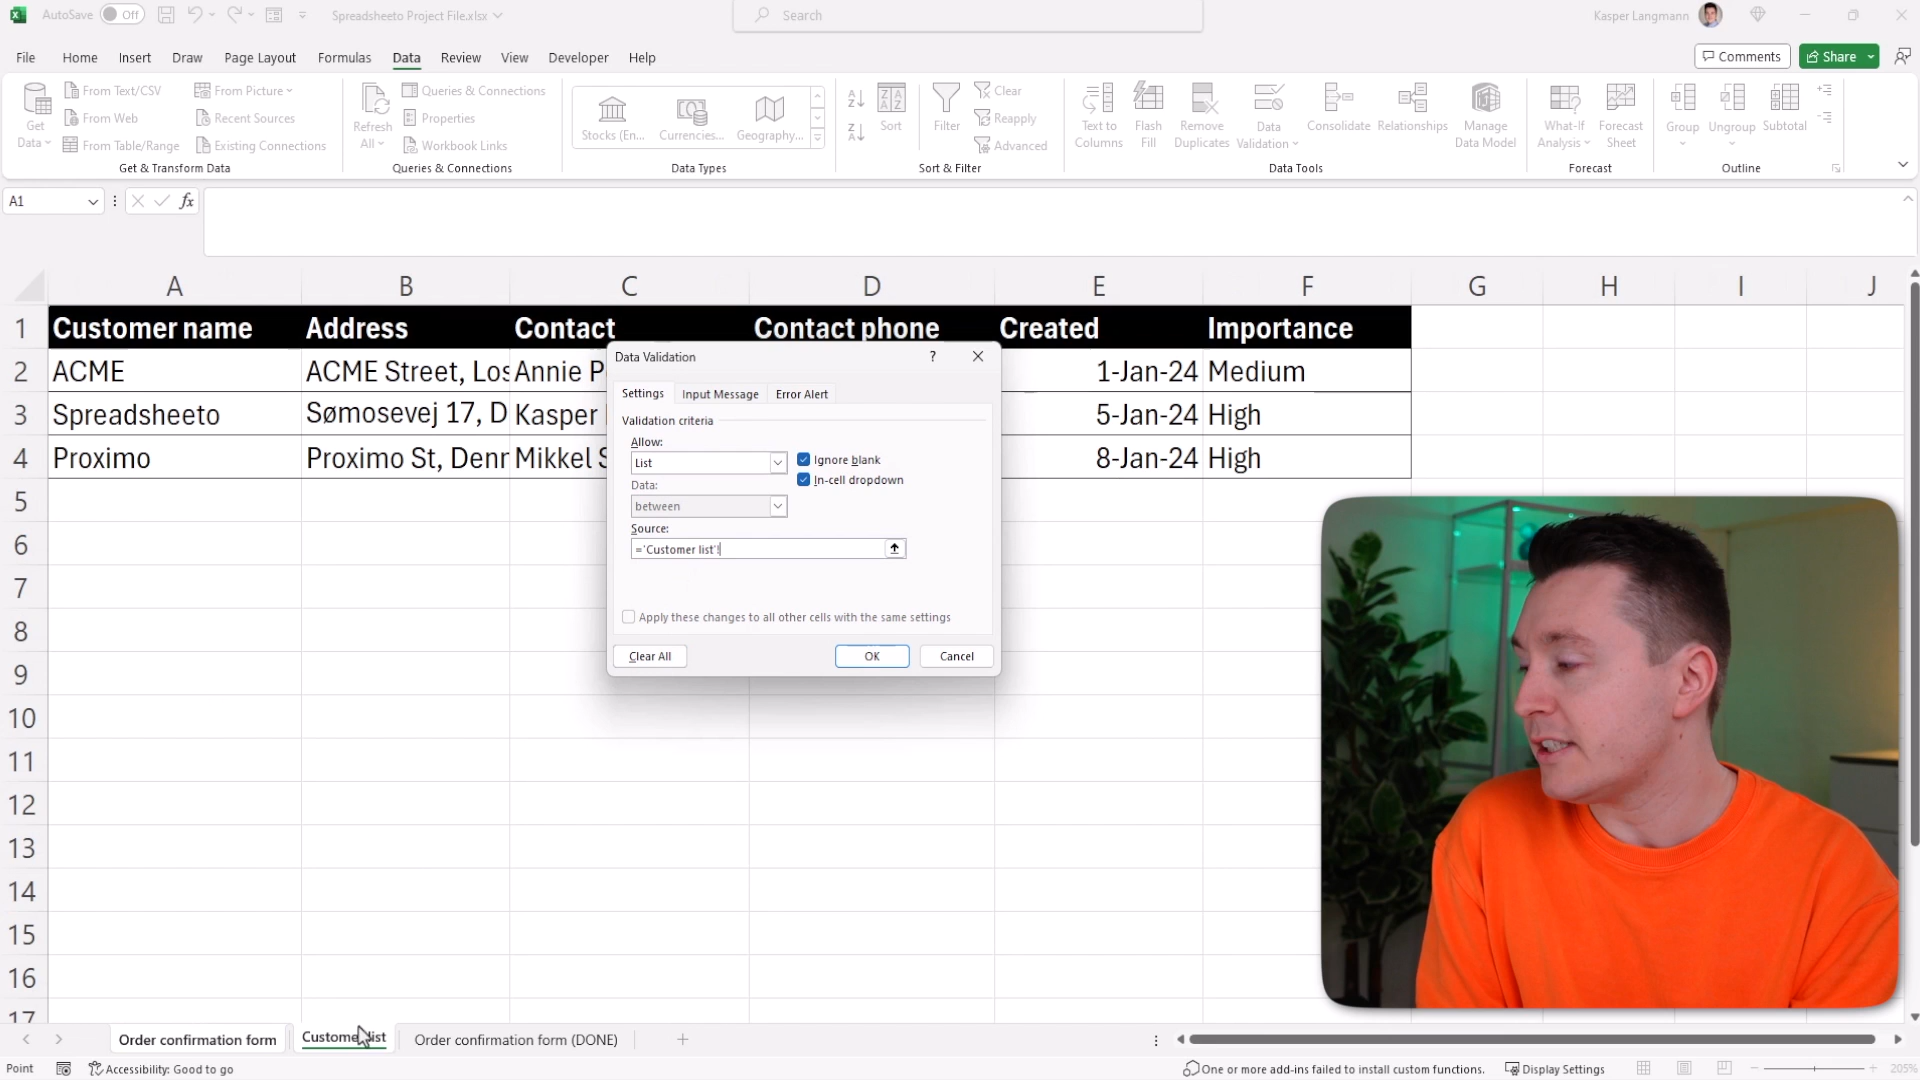 AutoSave Off Spreadsheeto Project File.xlsx Search Kasper Langmann
File Home Insert Draw Page Layout Formulas Data Review View Developer Help Comments Share
Get Data From Text/CSV From Picture Refresh All Queries & Connections Stocks (En... Currencies... Geography... Sort Filter Clear Text to Columns Flash Fill Remove Duplicates Data Validation Consolidate Relationships Manage Data Model What-If Analysis Forecast Sheet Group Ungroup Subtotal
From Web Recent Sources Properties Reapply
From Table/Range Existing Connections Workbook Links Advanced
Get & Transform Data Queries & Connections Data Types Sort & Filter Data Tools Forecast Outline
A1 fx
A B C D E F G H I J
1 Customer name Address Contact Contact phone Created Importance
2 ACME ACME Street, Los Annie P 1-Jan-24 Medium
3 Spreadsheeto Sømosevej 17, D Kasper 5-Jan-24 High
4 Proximo Proximo St, Denr Mikkel S 8-Jan-24 High
5
6
7
8
9
10
11
12
13
14
15
16
17
Data Validation ?
Settings Input Message Error Alert
Validation criteria
Allow:
List Ignore blank
In-cell dropdown
Data:
between
Source:
='Customer list'!
Apply these changes to all other cells with the same settings
Clear All OK Cancel
Order confirmation form Customer list Order confirmation form (DONE)
Point Accessibility: Good to go One or more add-ins failed to install custom functions. Display Settings 205%